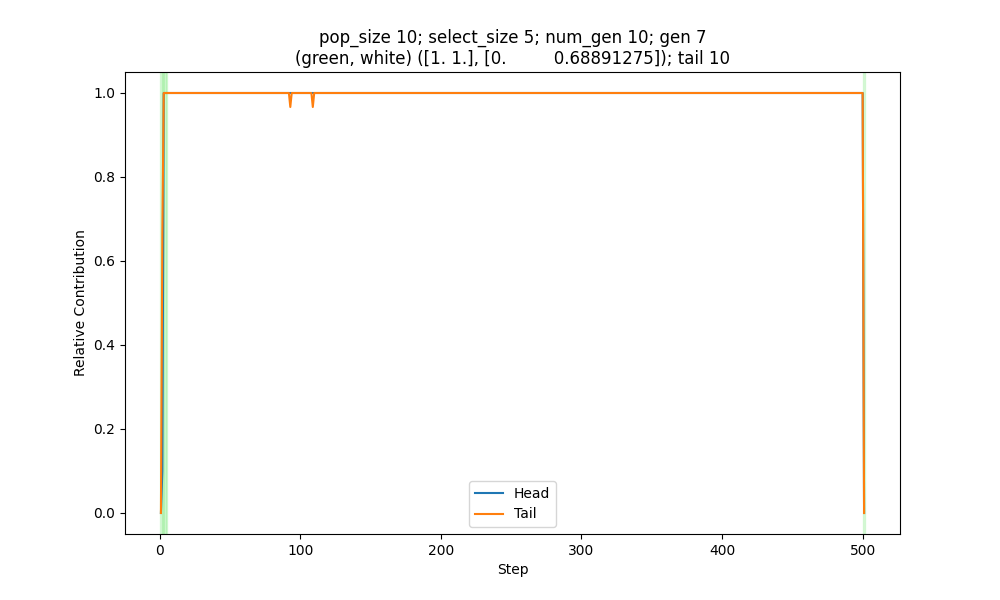 pop_size 10; select_size 5; num_gen 10; gen 7
(green, white) ([1. 1.], [0.         0.68891275]); tail 10
1.0
0.8
0.6
0.4
0.2
0.0
Relative Contribution
Head
Tail
0
100
200
300
400
500
Step